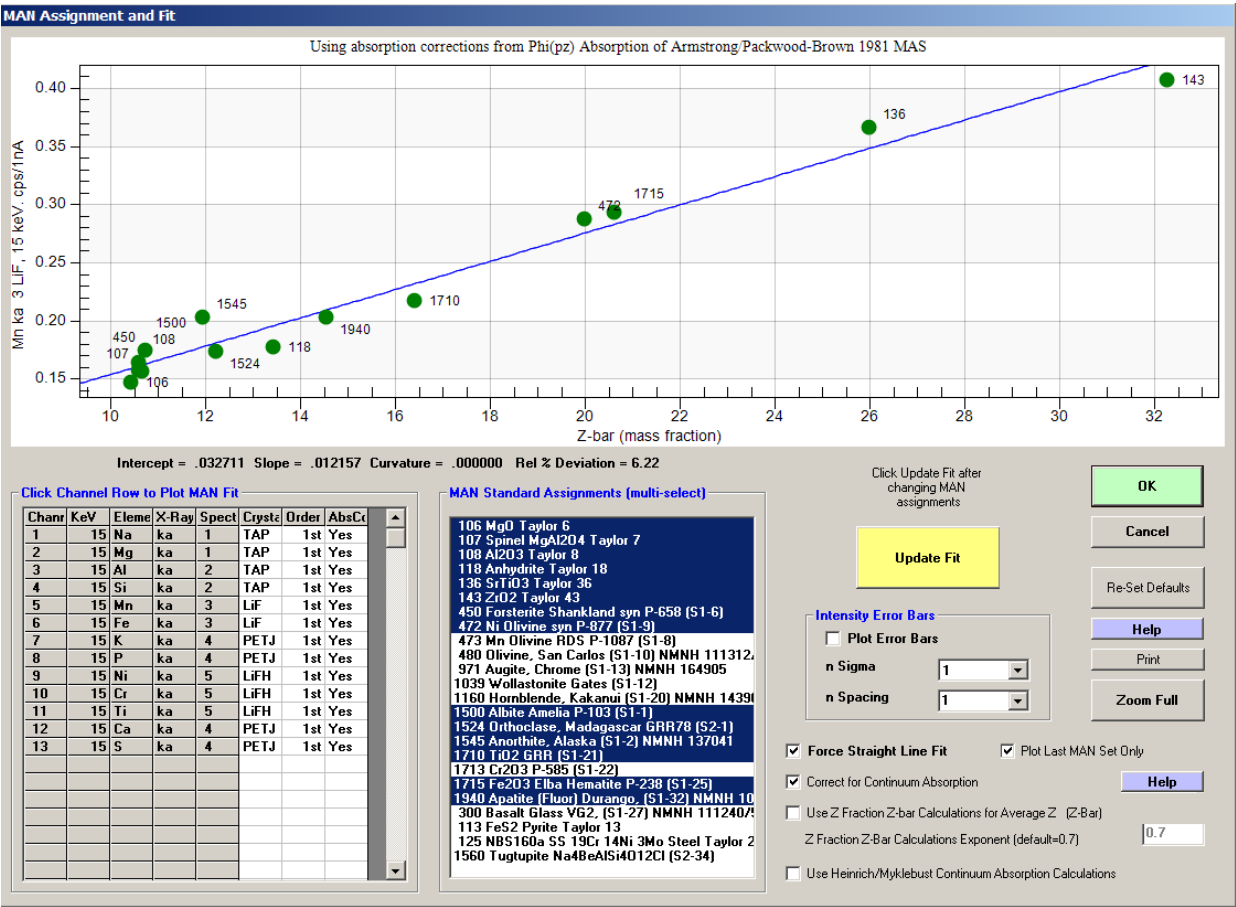 MAN Assignment and Fit
Using absorption corrections from Phi(pz) Absorption of Armstrong/Packwood-Brown 1981 MAS
Mn ka 3 LiF, 15 keV. cps/1nA
0.40
0.35
0.30
0.25
0.20
0.15
143
136
1715
472
1710
1545
1500
1940
450
108
118
107
1524
106
10 12 14 16 18 20 22 24 26 28 30 32
Z-bar (mass fraction)
Intercept = .032711 Slope = .012157 Curvature = .000000 Rel % Deviation = 6.22
Click Channel Row to Plot MAN Fit
Chanr KeV Eleme X-Ray Spect Crysta Order AbsCo
1 15 Na ka 1 TAP 1st Yes
2 15 Mg ka 1 TAP 1st Yes
3 15 Al ka 2 TAP 1st Yes
4 15 Si ka 2 TAP 1st Yes
5 15 Mn ka 3 LiF 1st Yes
6 15 Fe ka 3 LiF 1st Yes
7 15 K ka 4 PETJ 1st Yes
8 15 P ka 4 PETJ 1st Yes
9 15 Ni ka 5 LiFH 1st Yes
10 15 Cr ka 5 LiFH 1st Yes
11 15 Ti ka 5 LiFH 1st Yes
12 15 Ca ka 4 PETJ 1st Yes
13 15 S ka 4 PETJ 1st Yes
MAN Standard Assignments (multi-select)
106 MgO Taylor 6
107 Spinel MgAl2O4 Taylor 7
108 Al2O3 Taylor 8
118 Anhydrite Taylor 18
136 SrTiO3 Taylor 36
143 ZrO2 Taylor 43
450 Forsterite Shankland syn P-658 (S1-6)
472 Ni Olivine syn P-877 (S1-9)
473 Mn Olivine RDS P-1087 (S1-8)
480 Olivine, San Carlos (S1-10) NMNH 111312
971 Augite, Chrome (S1-13) NMNH 164905
1039 Wollastonite Gates (S1-12)
1160 Hornblende, Kakanui (S1-20) NMNH 1439
1500 Albite Amelia P-103 (S1-1)
1524 Orthoclase, Madagascar GRR78 (S2-1)
1545 Anorthite, Alaska (S1-2) NMNH 137041
1710 TiO2 GRR (S1-21)
1713 Cr2O3 P-585 (S1-22)
1715 Fe2O3 Elba Hematite P-238 (S1-25)
1940 Apatite (Fluor) Durango, (S1-32) NMNH 10
300 Basalt Glass VG2, (S1-27) NMNH 111240/
113 FeS2 Pyrite Taylor 13
125 NBS160a SS 19Cr 14Ni 3Mo Steel Taylor 2
1560 Tugtupite Na4BeAlSi4O12Cl (S2-34)
Click Update Fit after
changing MAN
assignments
Update Fit
OK
Cancel
Re-Set Defaults
Help
Print
Zoom Full
Intensity Error Bars
Plot Error Bars
n Sigma 1
n Spacing 1
Force Straight Line Fit Plot Last MAN Set Only
Correct for Continuum Absorption Help
Use Z Fraction Z-bar Calculations for Average Z (Z-Bar)
Z Fraction Z-Bar Calculations Exponent (default=0.7) 0.7
Use Heinrich/Myklebust Continuum Absorption Calculations